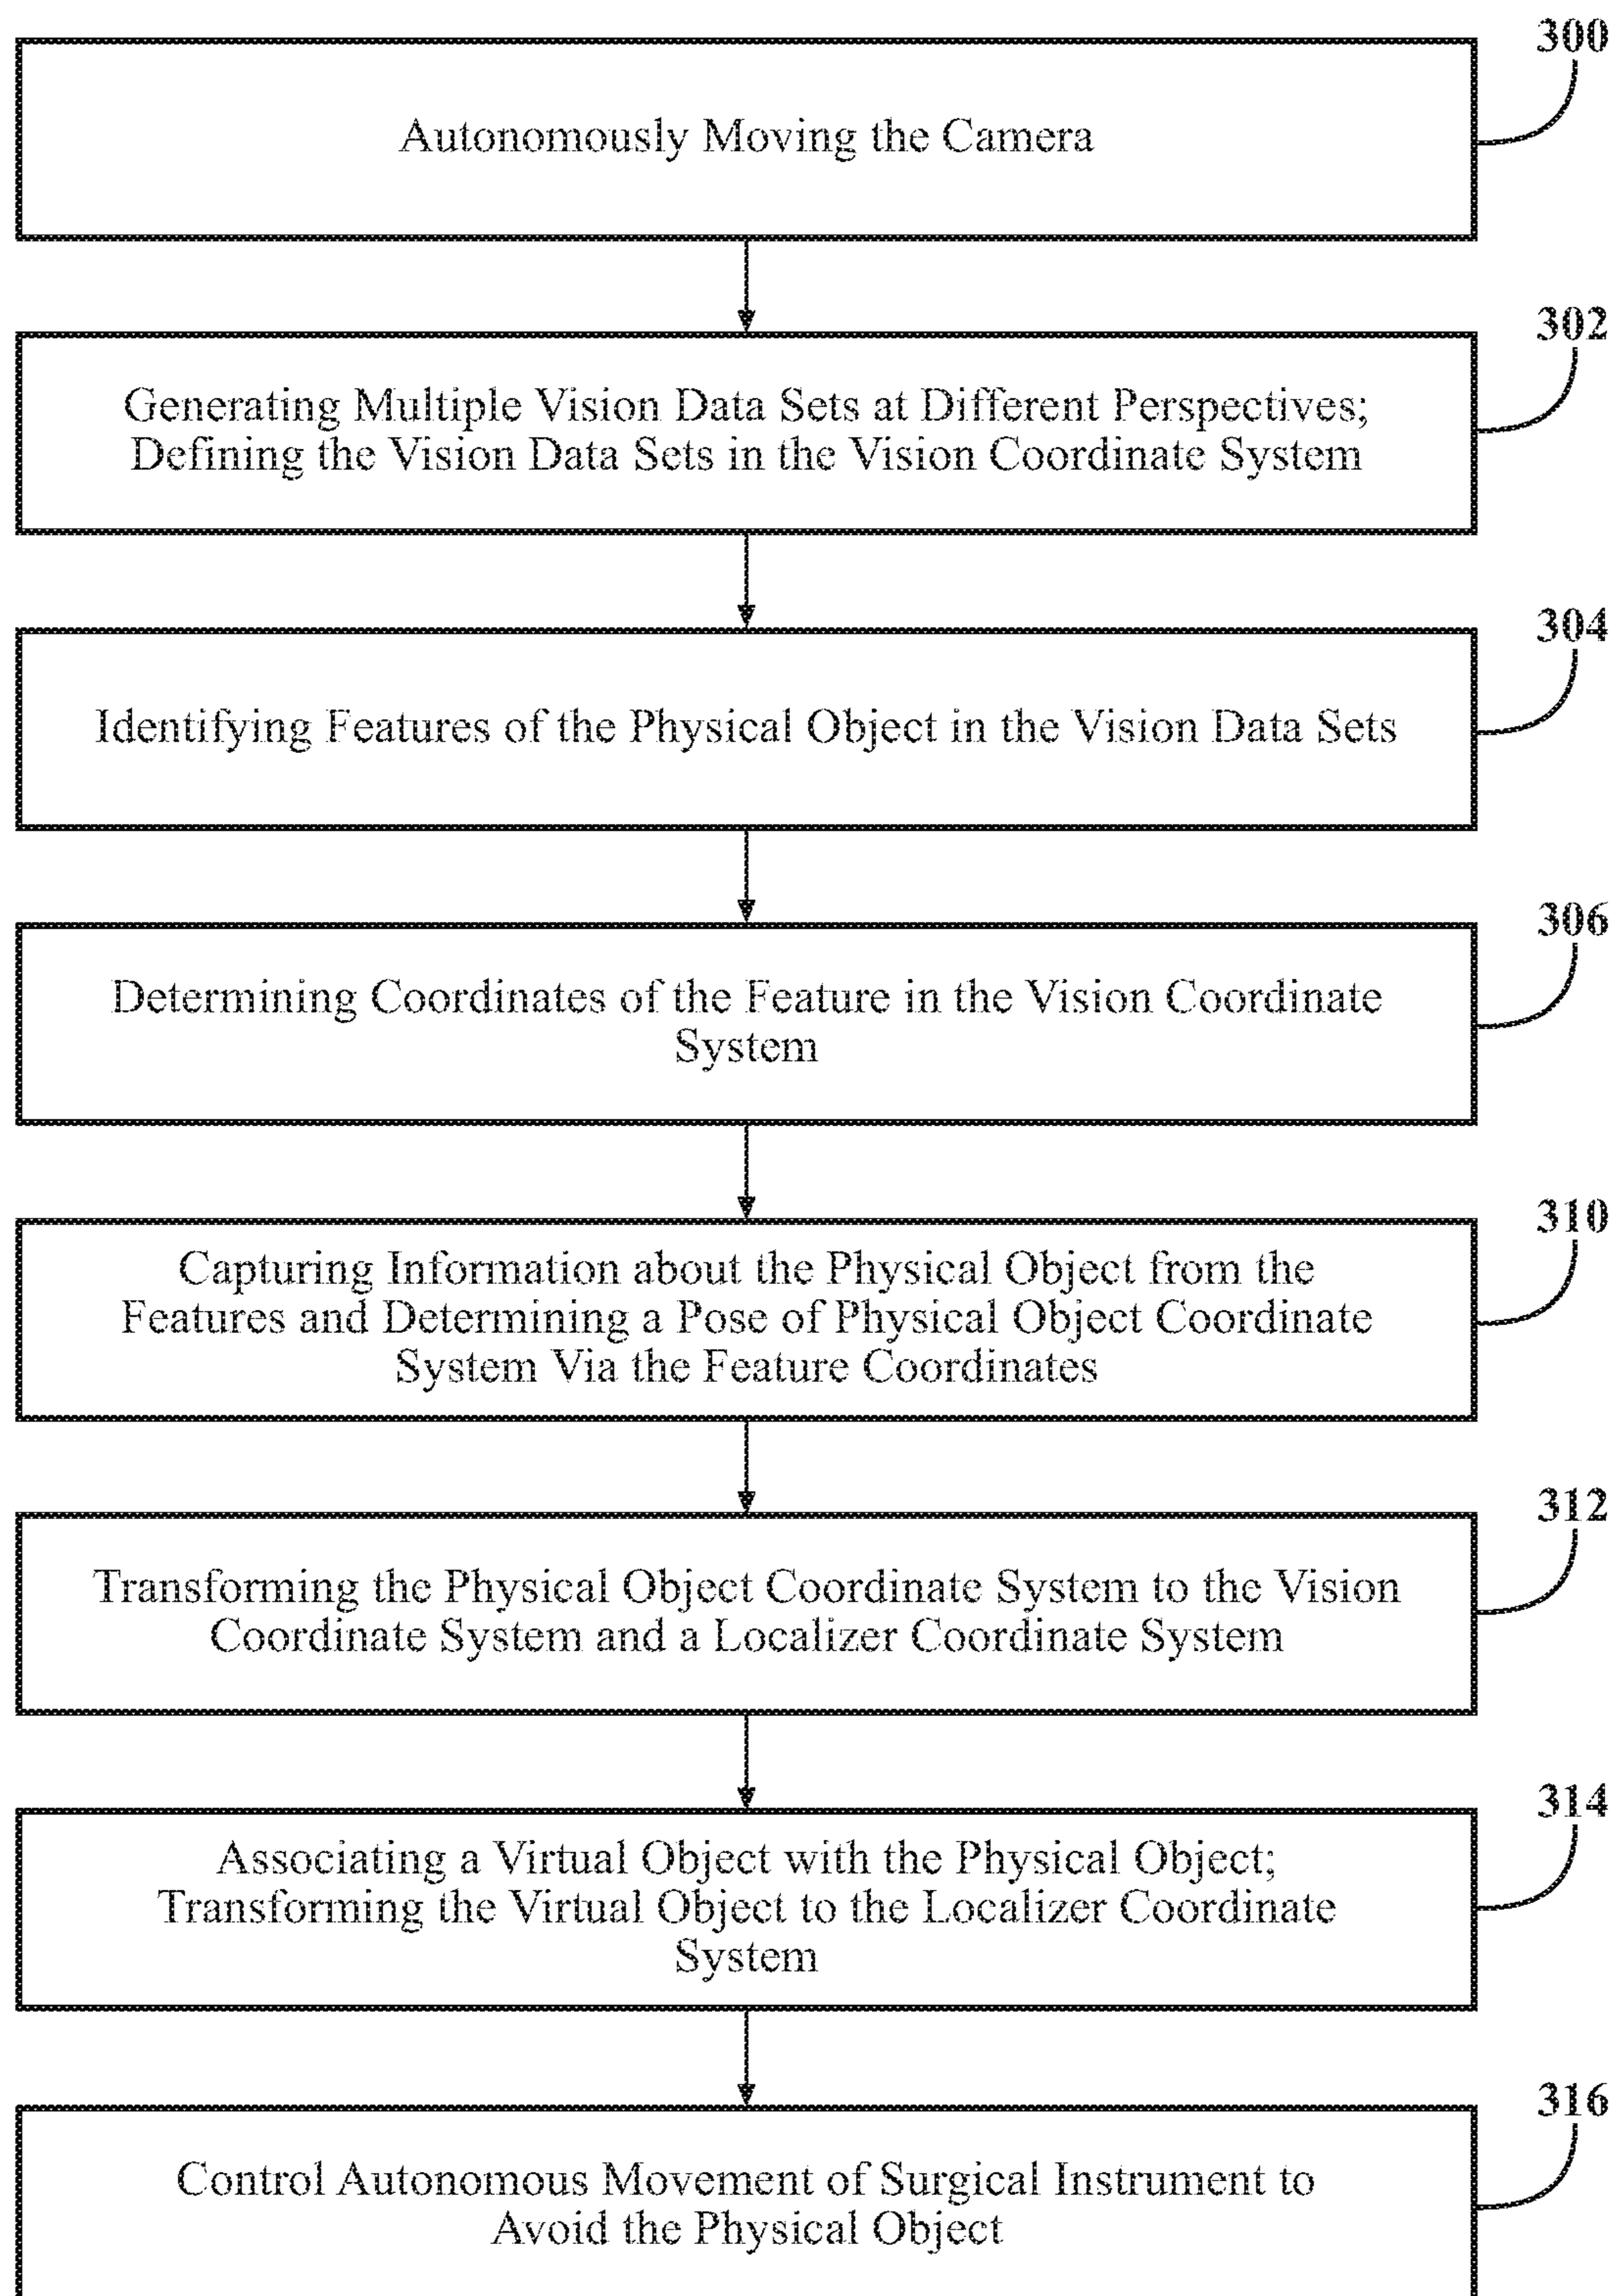 300
Autonomously Moving the Camera
302
Generating Multiple Vision Data Sets at Different Perspectives;
Defining the Vision Data Sets in the Vision Coordinate System
304
Identifying Features of the Physical Object in the Vision Data Sets
306
Determining Coordinates of the Feature in the Vision Coordinate
System
310
Capturing Information about the Physical Object from the
Features and Determining a Pose of Physical Object Coordinate
System Via the Feature Coordinates
312
Transforming the Physical Object Coordinate System to the Vision
Coordinate System and a Localizer Coordinate System
314
Associating a Virtual Object with the Physical Object;
Transforming the Virtual Object to the Localizer Coordinate
System
316
Control Autonomous Movement of Surgical Instrument to
Avoid the Physical Object